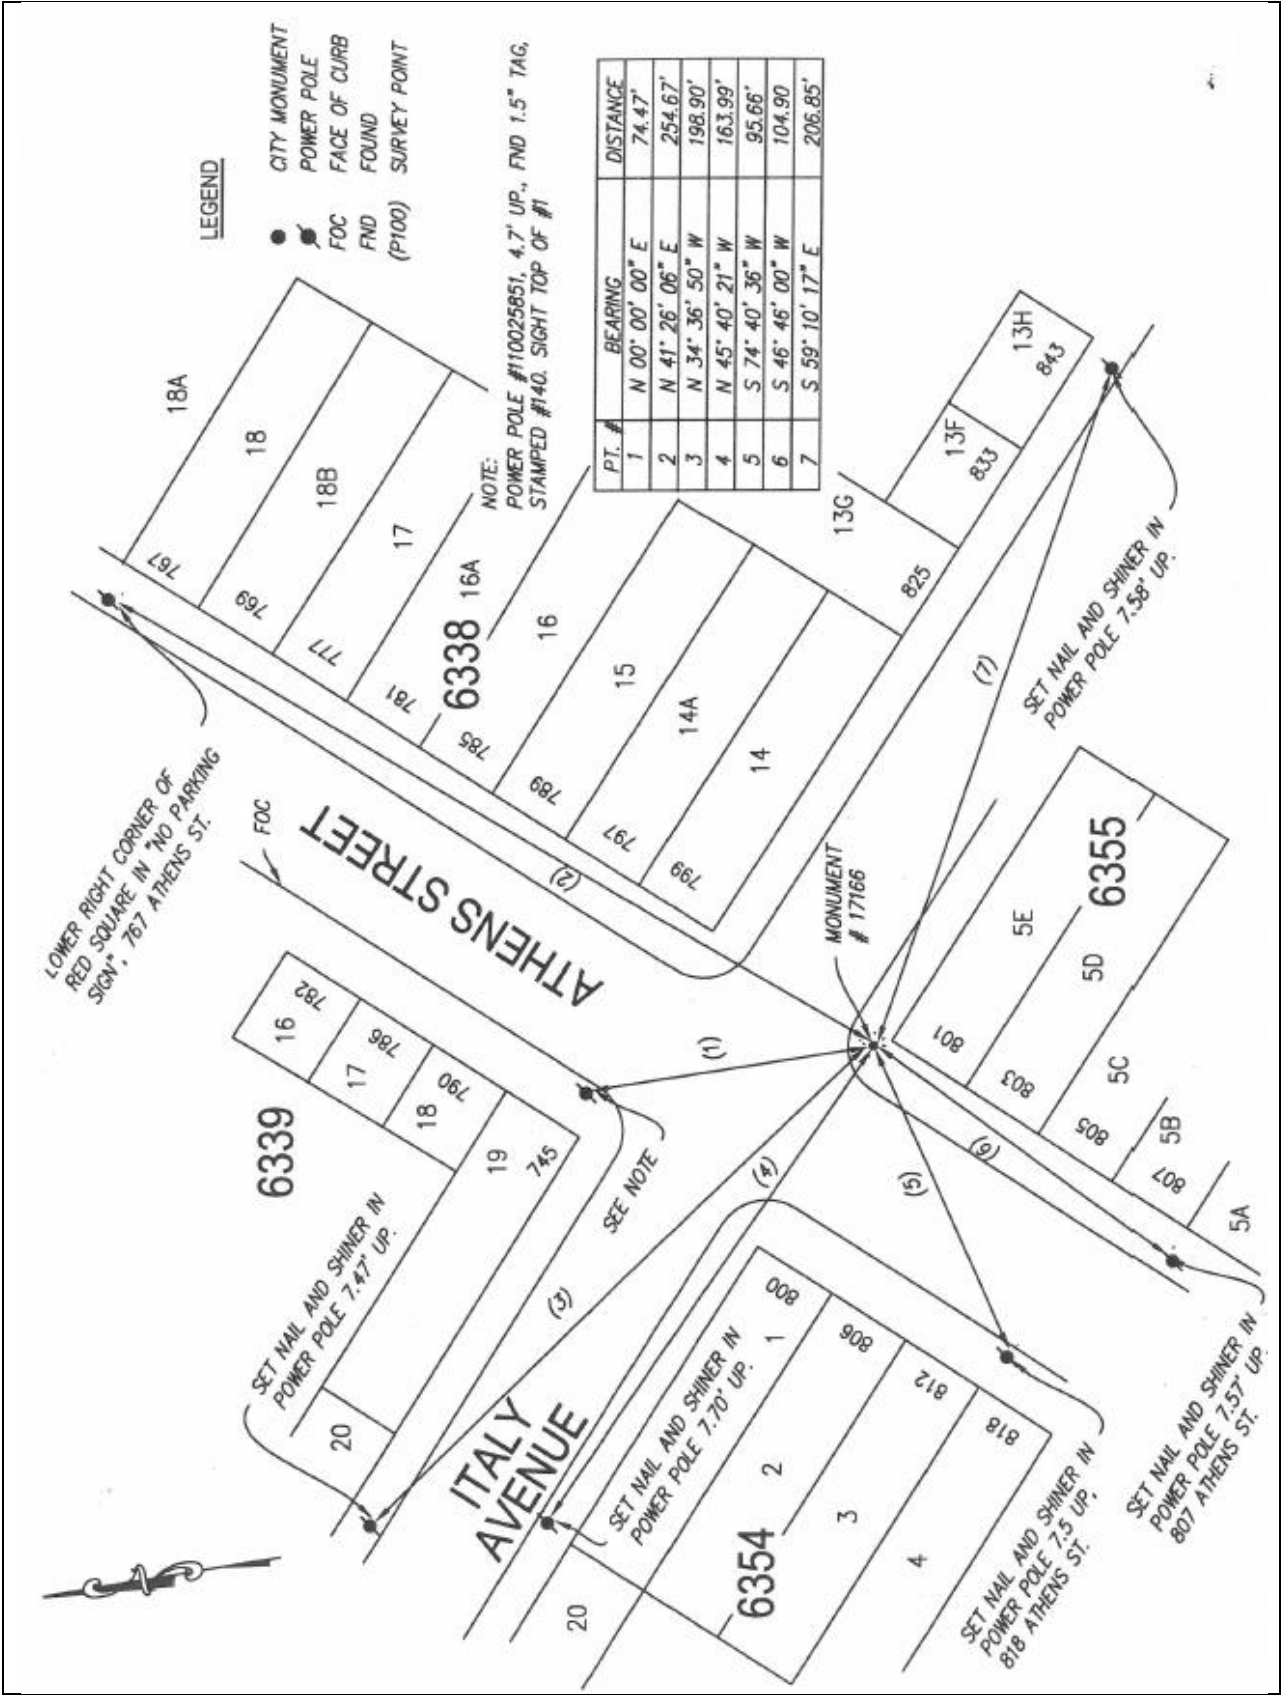 LEGEND
CITY MONUMENT
POWER POLE
FOC FACE OF CURB
FND FOUND
(P100) SURVEY POINT
NOTE:
POWER POLE #110025851, 4.7' UP., FND 1.5" TAG,
STAMPED #140. SIGHT TOP OF #1
PT. # BEARING DISTANCE
1 N 00° 00' 00" E 74.47'
2 N 41° 26' 06" E 254.67'
3 N 34° 36' 50" W 198.90'
4 N 45° 40' 21" W 163.99'
5 S 74° 40' 36" W 95.66'
6 S 46° 46' 00" W 104.90
7 S 59° 10' 17" E 206.85'
LOWER RIGHT CORNER OF
RED SQUARE IN "NO PARKING
SIGN", 767 ATHENS ST.
FOC
ATHENS STREET
18A
18
18B
17
16A
16
15
14A
14
767
769
777
781
785
789
797
799
6338
13G
13F
13H
825
833
843
6339
16
17
18
19
20
782
786
790
745
SET NAIL AND SHINER IN
POWER POLE 7.47' UP.
SEE NOTE
(1)
(2)
(3)
(4)
(5)
(6)
(7)
MONUMENT
# 17166
SET NAIL AND SHINER IN
POWER POLE 7.58' UP.
6355
5E
5D
5C
5B
5A
801
803
805
807
ITALY
AVENUE
SET NAIL AND SHINER IN
POWER POLE 7.70' UP.
6354
20
1
2
3
4
800
806
812
818
SET NAIL AND SHINER IN
POWER POLE 7.5 UP,
818 ATHENS ST.
SET NAIL AND SHINER IN
POWER POLE 7.57' UP.
807 ATHENS ST.